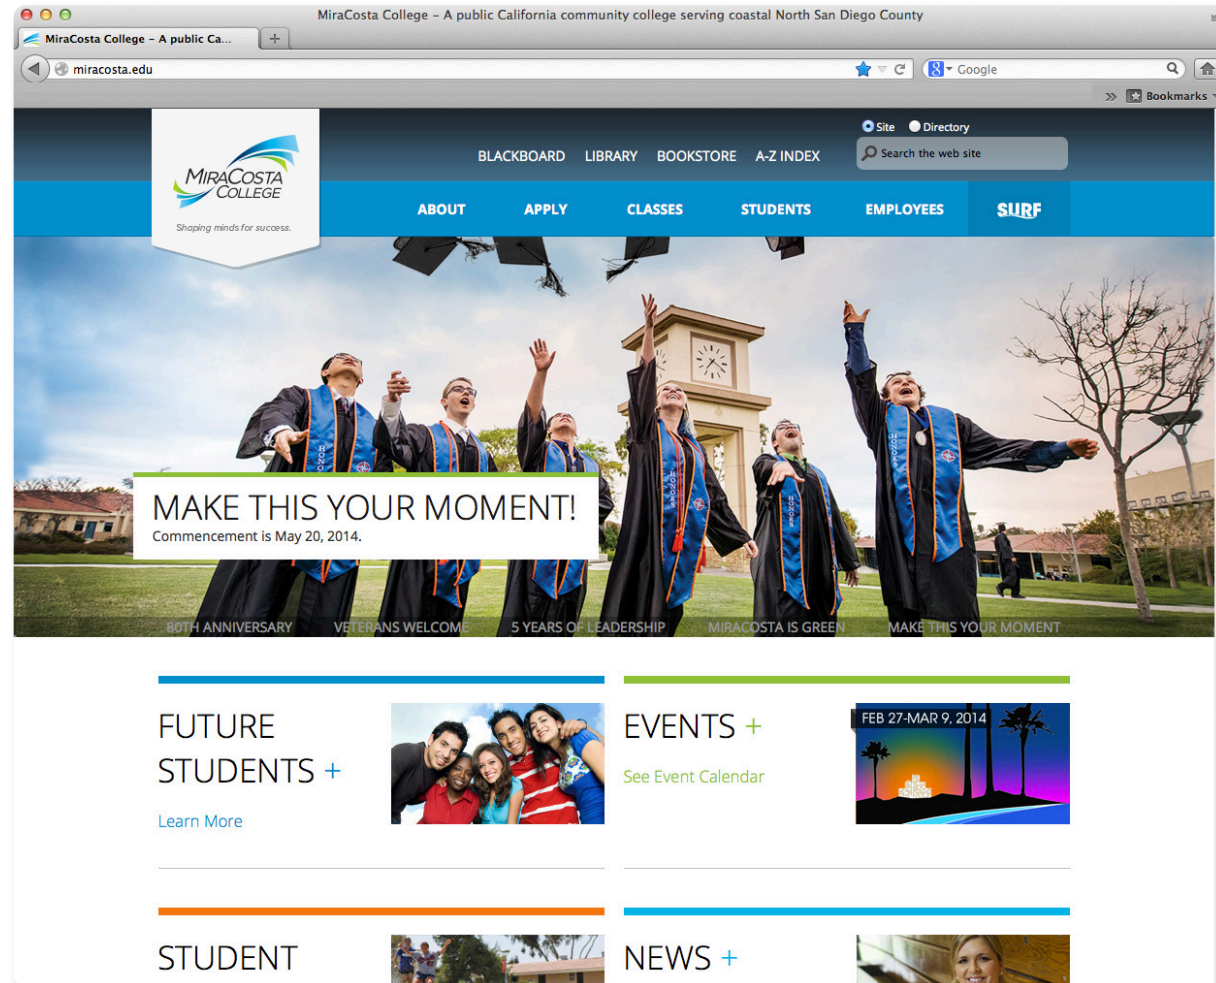 MiraCosta College – A public California community college serving coastal North San Diego County
MiraCosta College – A public Ca...
miracosta.edu
Google
Bookmarks
Site Directory
Search the web site
BLACKBOARD LIBRARY BOOKSTORE A-Z INDEX
MIRACOSTA
COLLEGE
Shaping minds for success.
ABOUT APPLY CLASSES STUDENTS EMPLOYEES SURF
HONORS
MAKE THIS YOUR MOMENT!
Commencement is May 20, 2014.
80TH ANNIVERSARY VETERANS WELCOME 5 YEARS OF LEADERSHIP MIRACOSTA IS GREEN MAKE THIS YOUR MOMENT
FUTURE
STUDENTS +
Learn More
EVENTS +
See Event Calendar
FEB 27-MAR 9, 2014
STUDENT
NEWS +